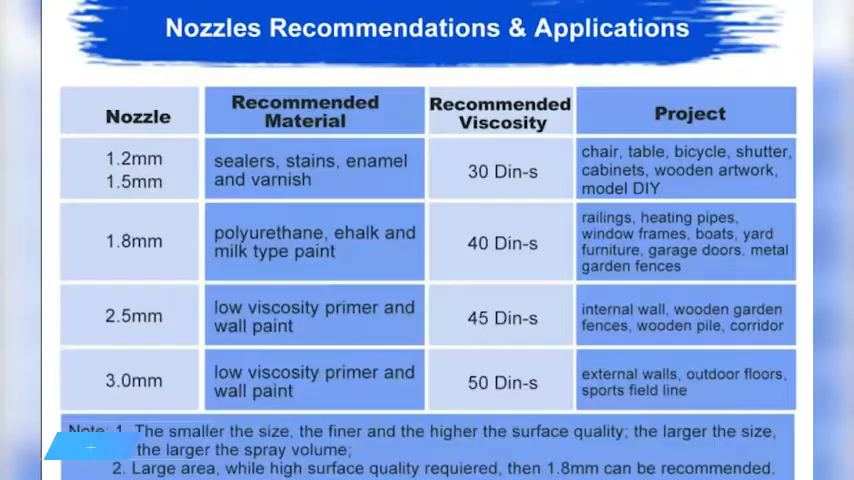 Nozzles Recommendations & Applications
Nozzle
Recommended
Material
Recommended
Viscosity
Project
1.2mm
1.5mm
sealers, stains, enamel
and varnish
30 Din-s
chair, table, bicycle, shutter,
cabinets, wooden artwork,
model DIY
1.8mm
polyurethane, ehalk and
milk type paint
40 Din-s
railings, heating pipes,
window frames, boats, yard
furniture, garage doors. metal
garden fences
2.5mm
low viscosity primer and
wall paint
45 Din-s
internal wall, wooden garden
fences, wooden pile, corridor
3.0mm
low viscosity primer and
wall paint
50 Din-s
external walls, outdoor floors,
sports field line
Note: 1. The smaller the size, the finer and the higher the surface quality; the larger the size,
the larger the spray volume;
2. Large area, while high surface quality requiered, then 1.8mm can be recommended.